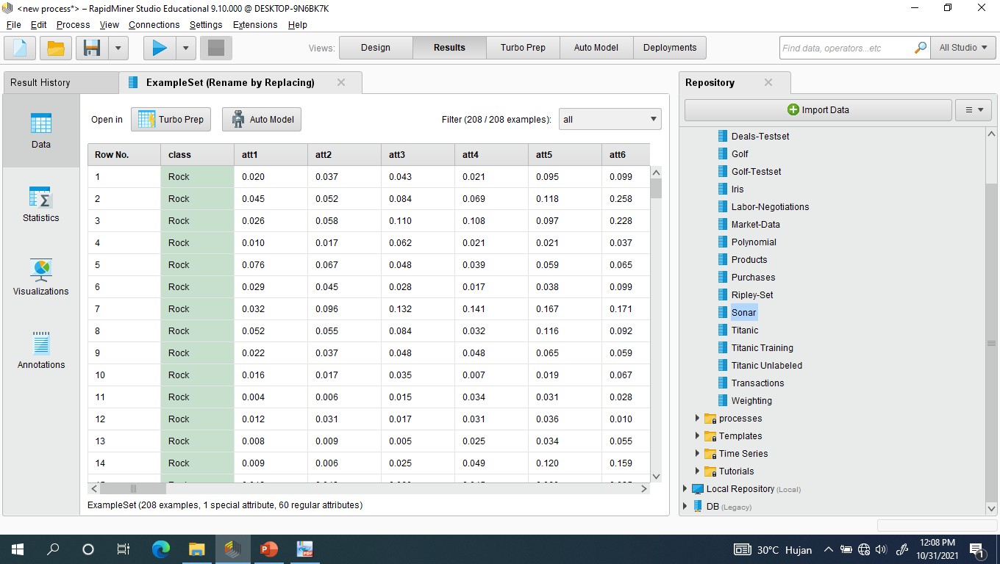 <new process*> – RapidMiner Studio Educational 9.10.000 @ DESKTOP-9N6BK7K
File Edit Process View Connections Settings Extensions Help
Views: Design Results Turbo Prep Auto Model Deployments Find data, operators...etc All Studio
Result History ExampleSet (Rename by Replacing)
Data
Statistics
Visualizations
Annotations
Open in Turbo Prep Auto Model Filter (208 / 208 examples): all
Row No. class att1 att2 att3 att4 att5 att6
1 Rock 0.020 0.037 0.043 0.021 0.095 0.099
2 Rock 0.045 0.052 0.084 0.069 0.118 0.258
3 Rock 0.026 0.058 0.110 0.108 0.097 0.228
4 Rock 0.010 0.017 0.062 0.021 0.021 0.037
5 Rock 0.076 0.067 0.048 0.039 0.059 0.065
6 Rock 0.029 0.045 0.028 0.017 0.038 0.099
7 Rock 0.032 0.096 0.132 0.141 0.167 0.171
8 Rock 0.052 0.055 0.084 0.032 0.116 0.092
9 Rock 0.022 0.037 0.048 0.048 0.065 0.059
10 Rock 0.016 0.017 0.035 0.007 0.019 0.067
11 Rock 0.004 0.006 0.015 0.034 0.031 0.028
12 Rock 0.012 0.031 0.017 0.031 0.036 0.010
13 Rock 0.008 0.009 0.005 0.025 0.034 0.055
14 Rock 0.009 0.006 0.025 0.049 0.120 0.159
ExampleSet (208 examples, 1 special attribute, 60 regular attributes)
Repository
Import Data
Deals-Testset
Golf
Golf-Testset
Iris
Labor-Negotiations
Market-Data
Polynomial
Products
Purchases
Ripley-Set
Sonar
Titanic
Titanic Training
Titanic Unlabeled
Transactions
Weighting
processes
Templates
Time Series
Tutorials
Local Repository (Local)
DB (Legacy)
30°C Hujan
12:08 PM
10/31/2021
1